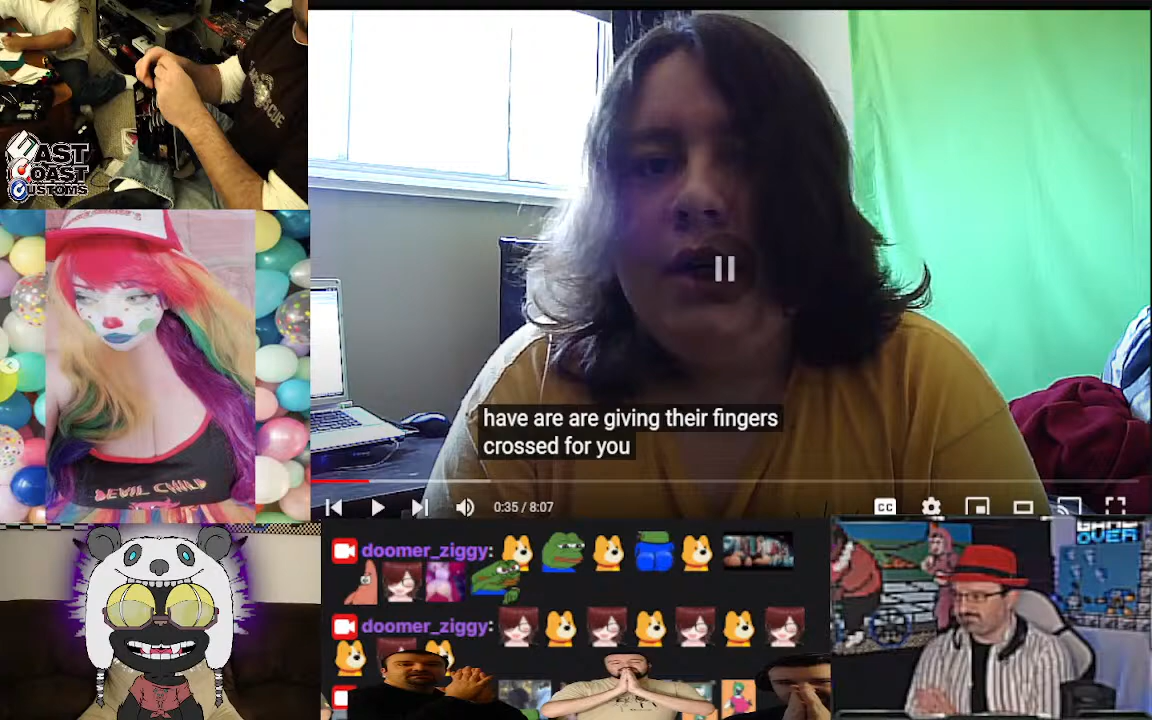 EAST
COAST
CUSTOMS
DEVIL CHILD
have are are giving their fingers
crossed for you
0:35 / 8:07
CC
GAME
OVER
doomer_ziggy:
doomer_ziggy: